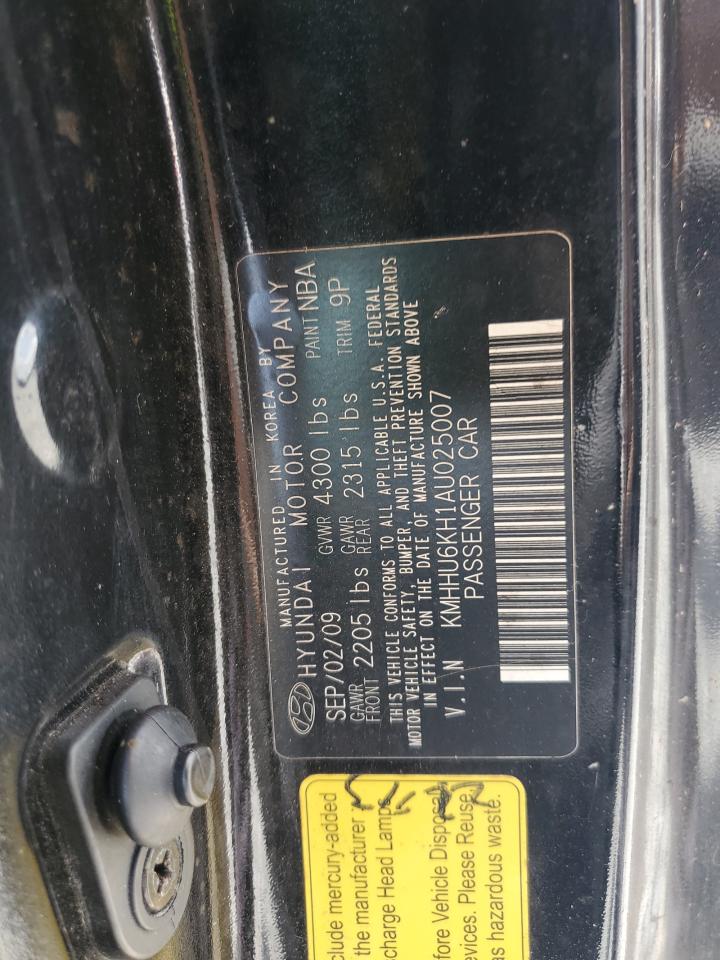 MANUFACTURED IN KOREA BY
HYUNDAI MOTOR COMPANY
SEP/02/09 GVWR 4300 lbs PAINT NBA
GAWR FRONT 2205 lbs GAWR REAR 2315 lbs TRIM 9P
THIS VEHICLE CONFORMS TO ALL APPLICABLE U.S.A. FEDERAL
MOTOR VEHICLE SAFETY, BUMPER, AND THEFT PREVENTION STANDARDS
IN EFFECT ON THE DATE OF MANUFACTURE SHOWN ABOVE
V.I.N KMHHU6KH1AU025007
PASSENGER CAR
clude mercury-added
the manufacturer
charge Head Lamps
fore Vehicle Disposal
evices. Please Reuse,
as hazardous waste.